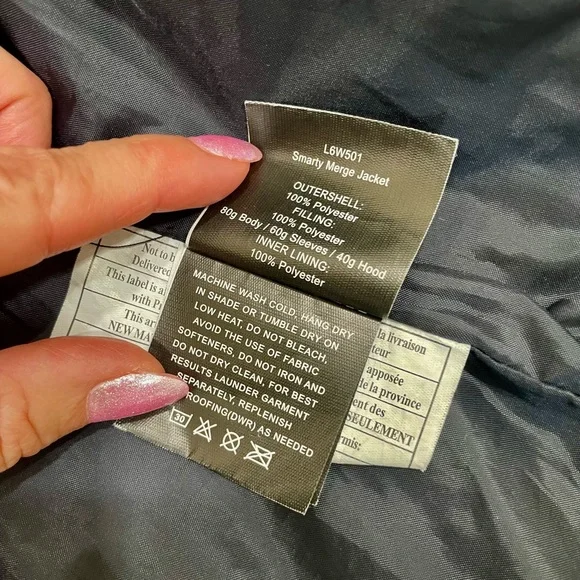 L6W501
Smarty Merge Jacket
OUTERSHELL:
100% Polyester
FILLING:
100% Polyester
80g Body / 60g Sleeves / 40g Hood
INNER LINING:
100% Polyester
MACHINE WASH COLD, HANG DRY
IN SHADE OR TUMBLE DRY ON
LOW HEAT, DO NOT BLEACH,
AVOID THE USE OF FABRIC
SOFTENERS, DO NOT IRON AND
DO NOT DRY CLEAN, FOR BEST
RESULTS LAUNDER GARMENT
SEPARATELY, REPLENISH
ROOFING(DWR) AS NEEDED
30
Not to b
Delivered
This label is a
with P
This ar
NEW MA
la livraison
teur
apposée
de la province
ent des
SEULEMENT
rmis: